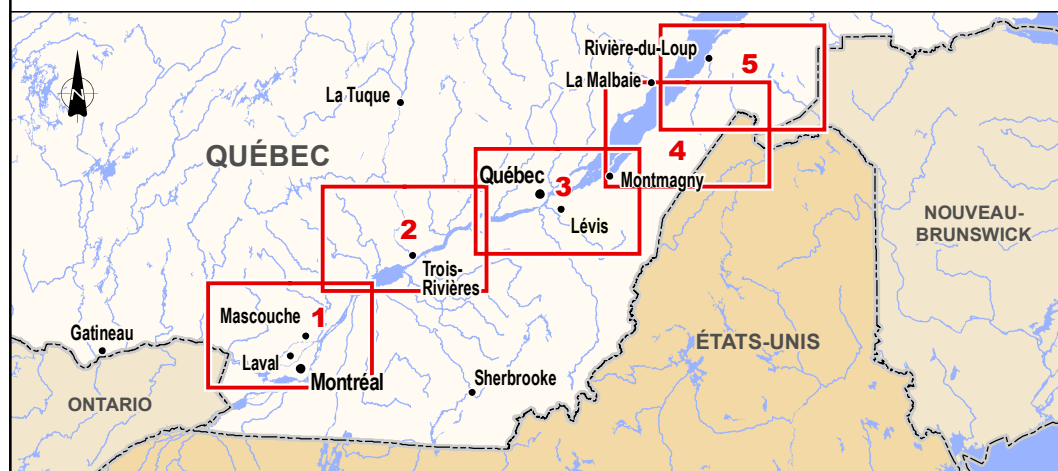 Rivière-du-Loup
5
La Malbaie
La Tuque
N
QUÉBEC
4
Québec
3
Montmagny
Lévis
NOUVEAU-
BRUNSWICK
2
Trois-
Rivières
Mascouche
1
Gatineau
Laval
Montréal
ÉTATS-UNIS
Sherbrooke
ONTARIO